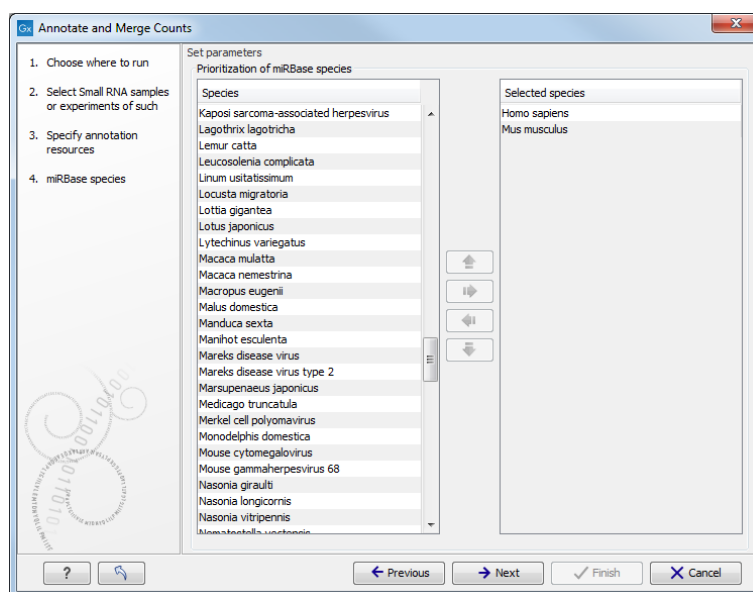 Gx Annotate and Merge Counts
Set parameters
1. Choose where to run
2. Select Small RNA samples
or experiments of such
3. Specify annotation
resources
4. miRBase species
Prioritization of miRBase species
Species
Kaposi sarcoma-associated herpesvirus
Lagothrix lagotricha
Lemur catta
Leucosolenia complicata
Linum usitatissimum
Locusta migratoria
Lottia gigantea
Lotus japonicus
Lytechinus variegatus
Macaca mulatta
Macaca nemestrina
Macropus eugenii
Malus domestica
Manduca sexta
Manihot esculenta
Mareks disease virus
Mareks disease virus type 2
Marsupenaeus japonicus
Medicago truncatula
Merkel cell polyomavirus
Monodelphis domestica
Mouse cytomegalovirus
Mouse gammaherpesvirus 68
Nasonia giraulti
Nasonia longicornis
Nasonia vitripennis
Selected species
Homo sapiens
Mus musculus
? Previous Next Finish Cancel